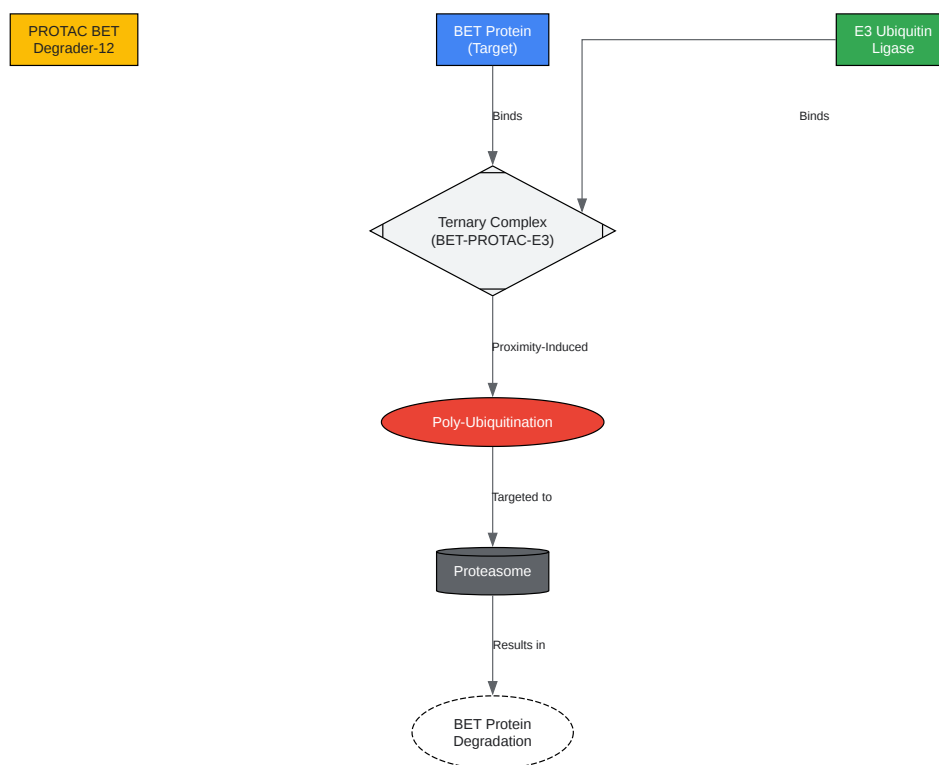 PROTAC BET
Degrader-12
BET Protein
(Target)
E3 Ubiquitin
Ligase
Binds
Binds
Ternary Complex
(BET-PROTAC-E3)
Proximity-Induced
Poly-Ubiquitination
Targeted to
Proteasome
Results in
BET Protein
Degradation